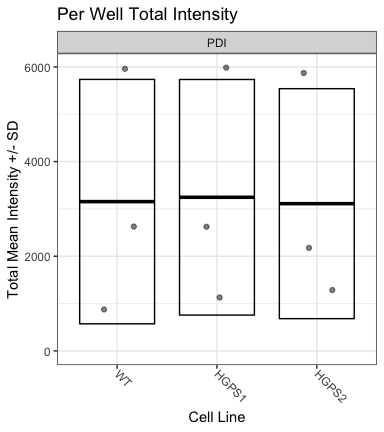 Per Well Total Intensity
PDI
Total Mean Intensity +/- SD
6000
4000
2000
0
WT
HGPS1
HGPS2
Cell Line